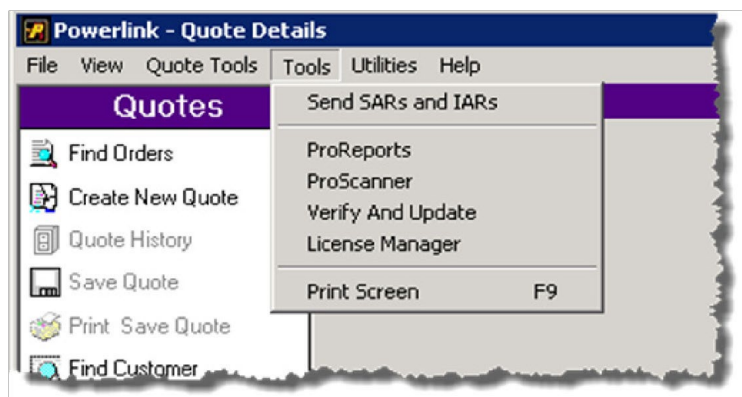 Powerlink - Quote Details
File View Quote Tools Tools Utilities Help
Quotes
Find Orders
Create New Quote
Quote History
Save Quote
Print Save Quote
Find Customer
Send SARs and IARs
ProReports
ProScanner
Verify And Update
License Manager
Print Screen F9